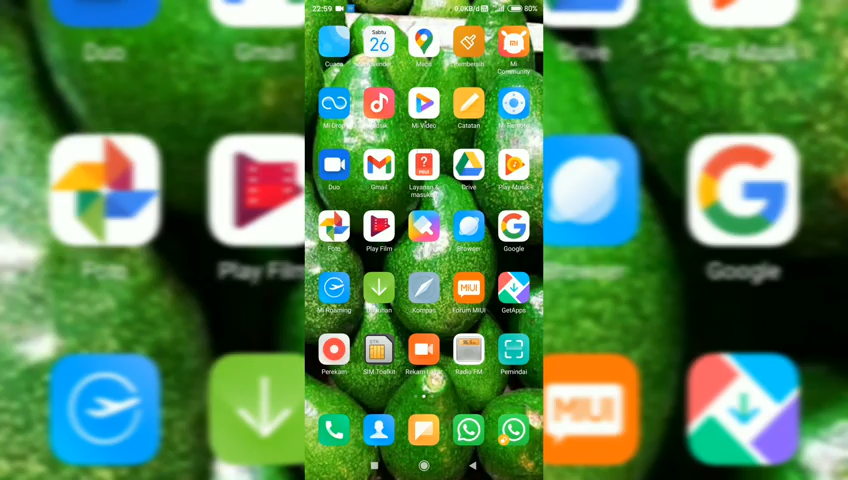 22:59 0,0KB/d 80%
Sabtu
26
Cuaca Kalender Maps Pembersih Mi Community
Mi Drop Musik Mi Video Catatan
Duo Gmail Layanan & masukan Drive Play Musik
Foto Play Film Browser Google
MIUI
Mi Roaming Unduhan Kompas Forum MIUI GetApps
STK
Perekam SIM Toolkit Rekam Layar Radio FM Pemindai
Duo Gmail Drive Play Musik
Foto Play Film Browser Google
MIUI